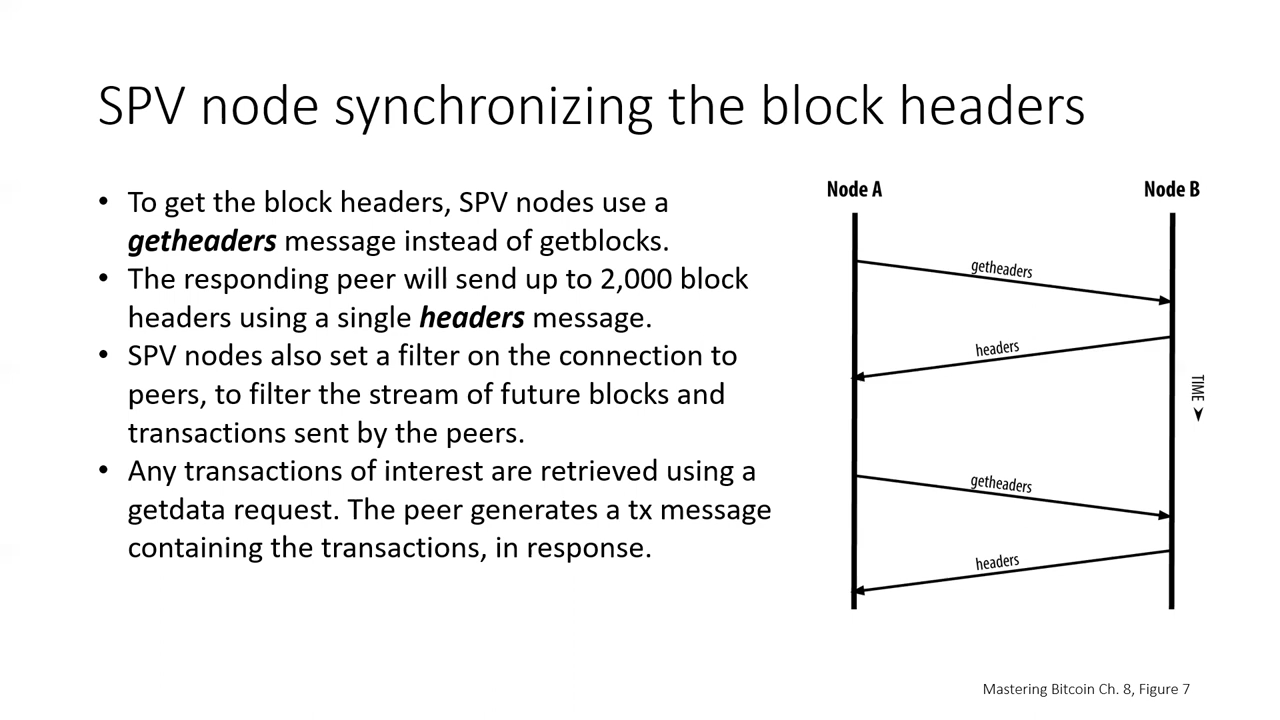 SPV node synchronizing the block headers
• To get the block headers, SPV nodes use a
getheaders message instead of getblocks.
• The responding peer will send up to 2,000 block
headers using a single headers message.
• SPV nodes also set a filter on the connection to
peers, to filter the stream of future blocks and
transactions sent by the peers.
• Any transactions of interest are retrieved using a
getdata request. The peer generates a tx message
containing the transactions, in response.
Node A
Node B
getheaders
headers
TIME
getheaders
headers
Mastering Bitcoin Ch. 8, Figure 7